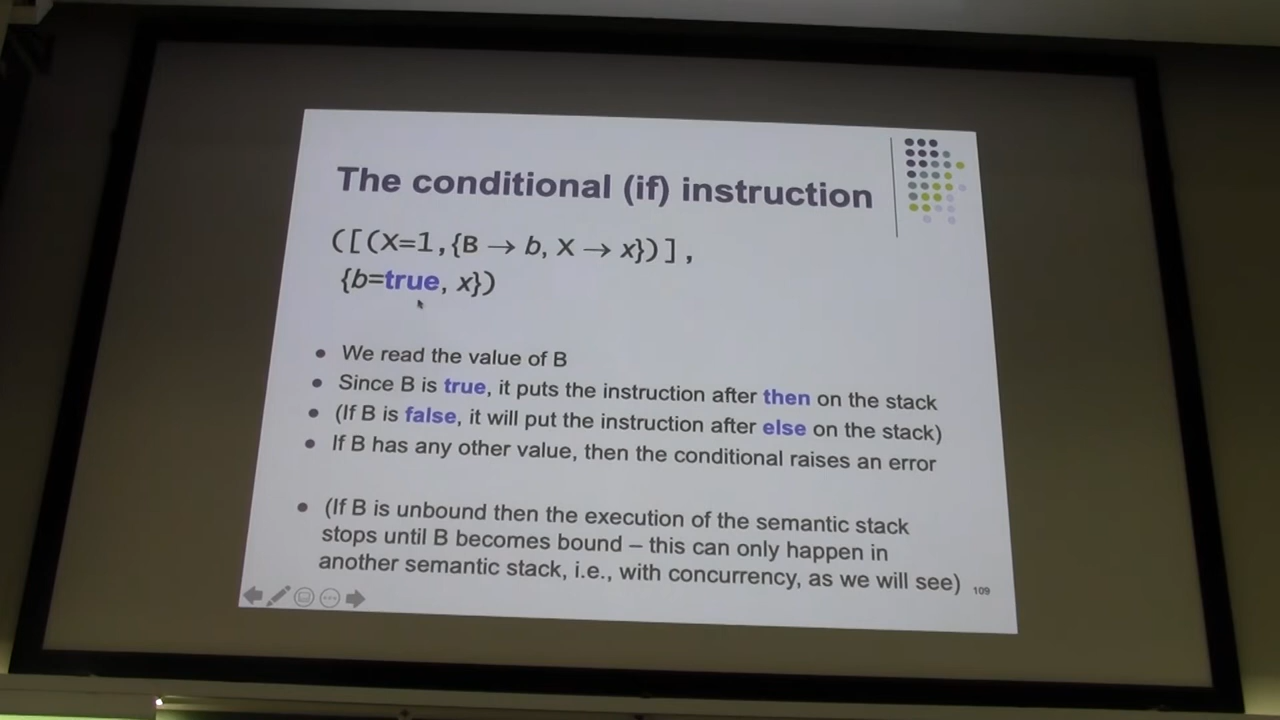 The conditional (if) instruction
([(X=1,{B → b, X → x})],
{b=true, x})
• We read the value of B
• Since B is true, it puts the instruction after then on the stack
• (If B is false, it will put the instruction after else on the stack)
• If B has any other value, then the conditional raises an error
• (If B is unbound then the execution of the semantic stack
stops until B becomes bound – this can only happen in
another semantic stack, i.e., with concurrency, as we will see)
109